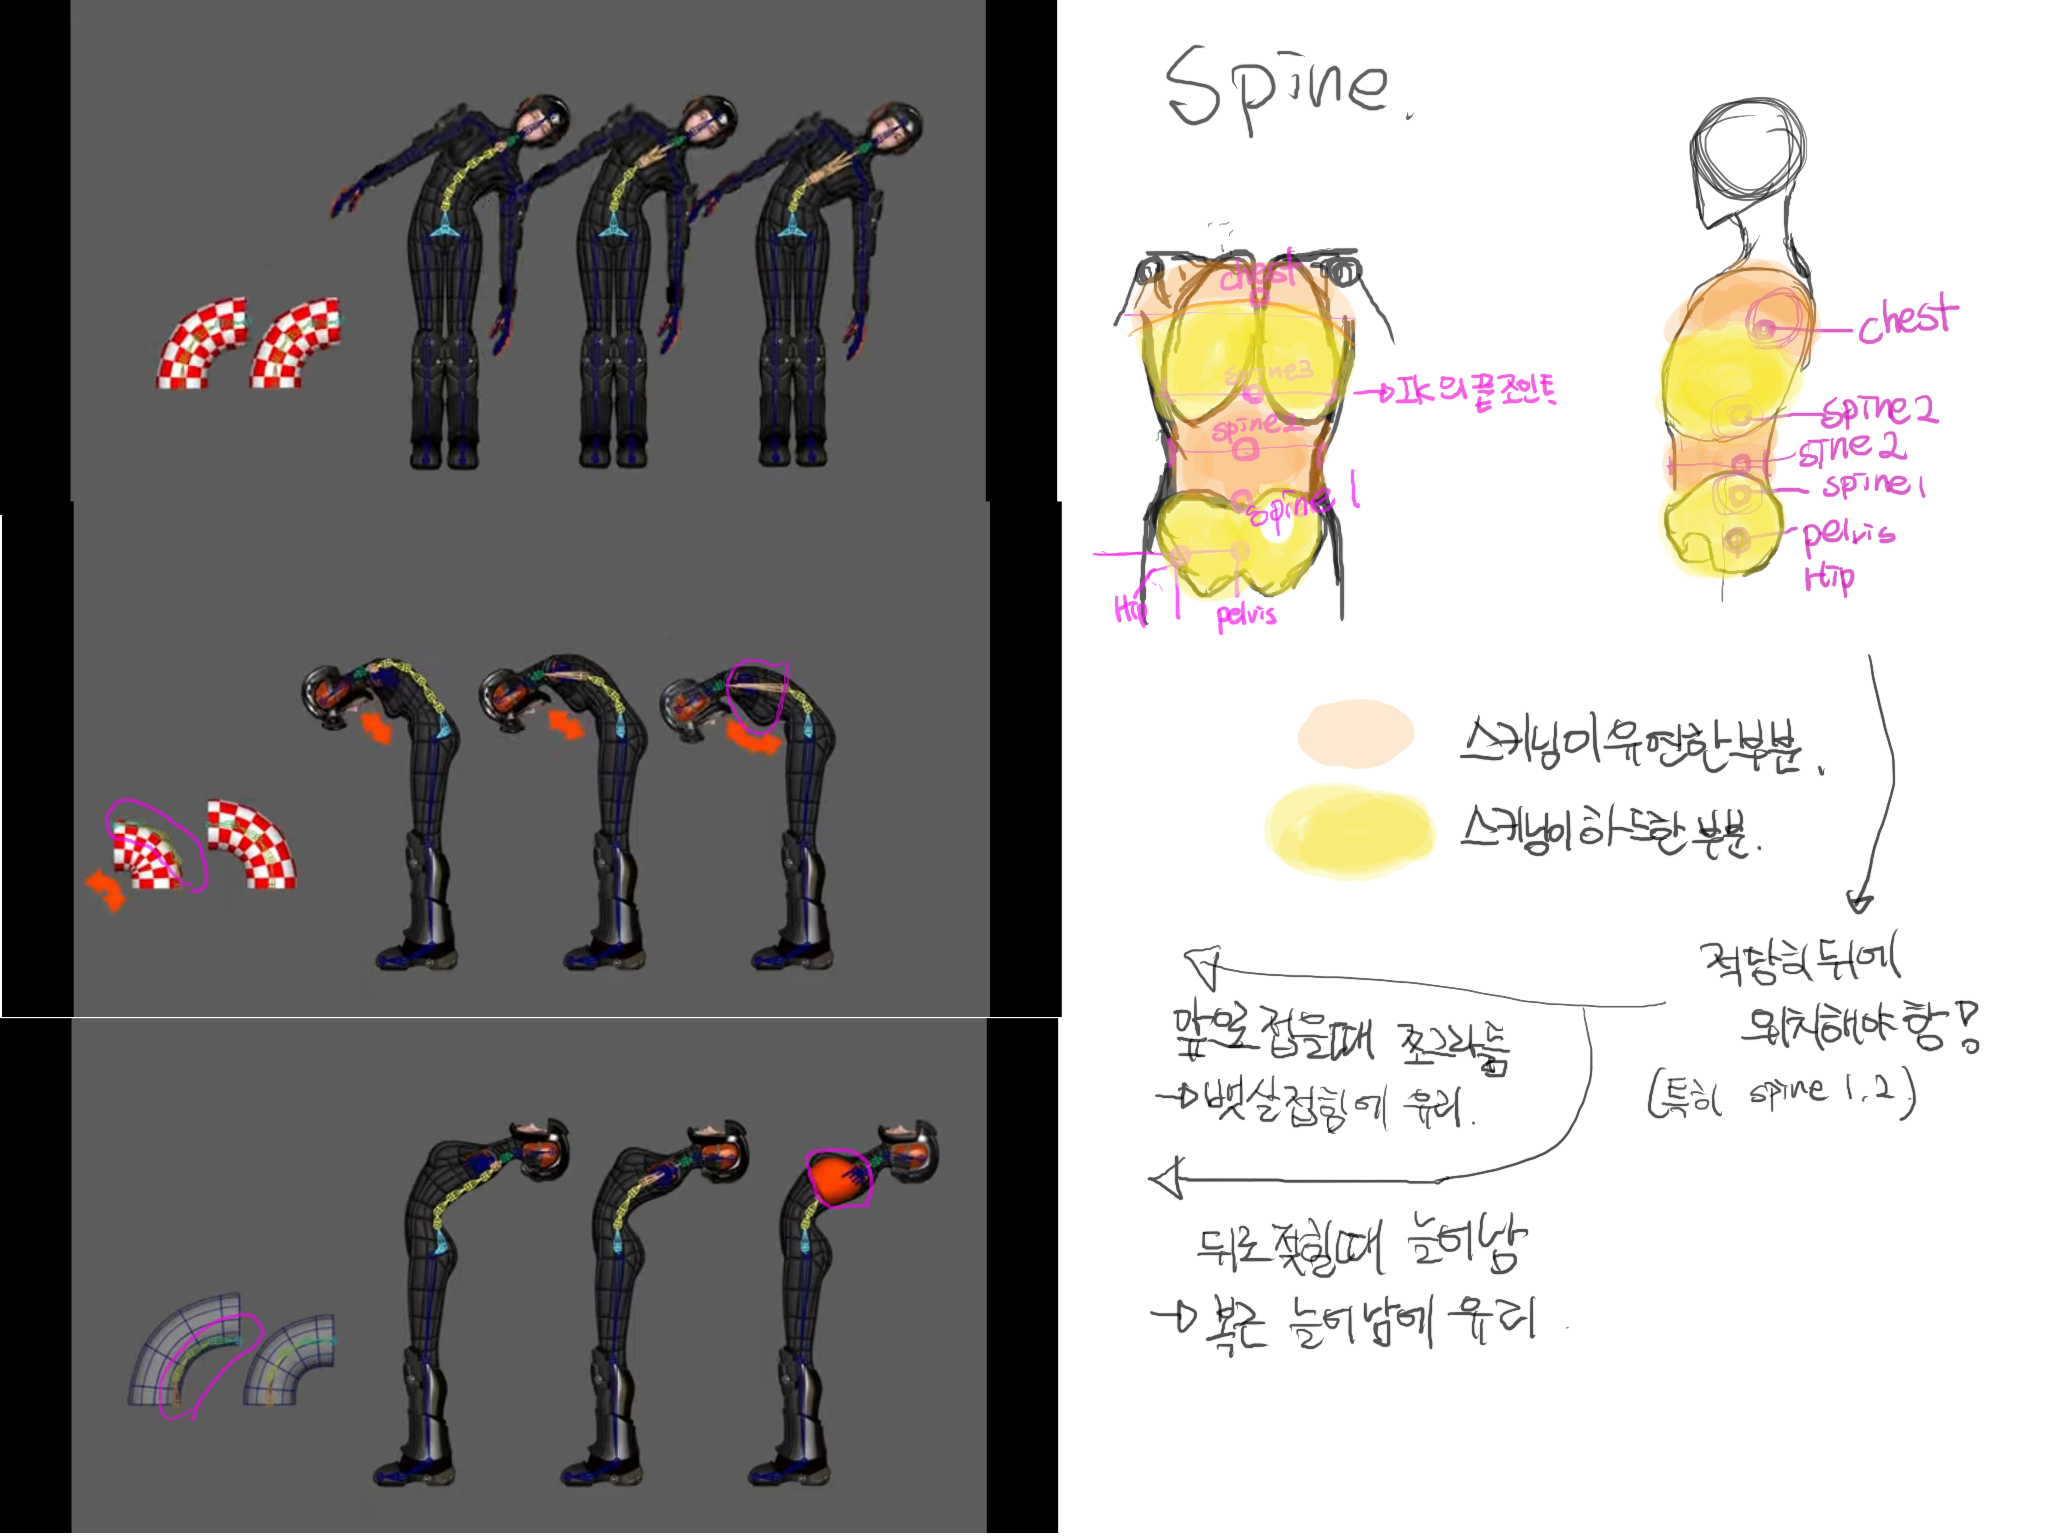 Spine.
chest
spine3
→ IK의 끝 조인트
spine2
spine1
Hip
pelvis
chest
spine2
sine2
spine1
pelvis
Hip
스키닝이 유연한 부분.
스키닝이 하드한 부분.
적당히 뒤에
위치해야 함!
(특히 spine 1.2)
앞으로 접을때 쪼그라듦
→ 뱃살접힘에 유리.
뒤로 젖힐때 늘어남
→ 복근 늘어남에 유리.